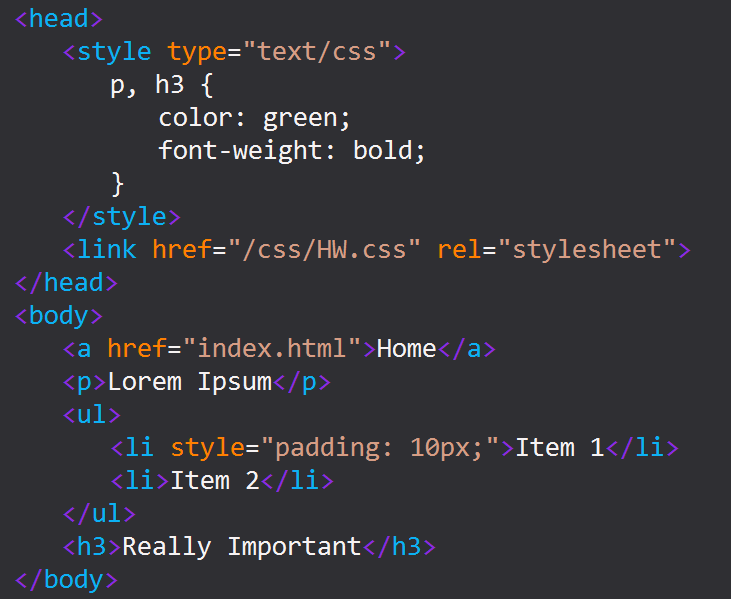 <head>
<style type="text/css">
p, h3 {
color: green;
font-weight: bold;
}
</style>
<link href="/css/HW.css" rel="stylesheet">
</head>
<body>
<a href="index.html">Home</a>
<p>Lorem Ipsum</p>
<ul>
<li style="padding: 10px;">Item 1</li>
<li>Item 2</li>
</ul>
<h3>Really Important</h3>
</body>